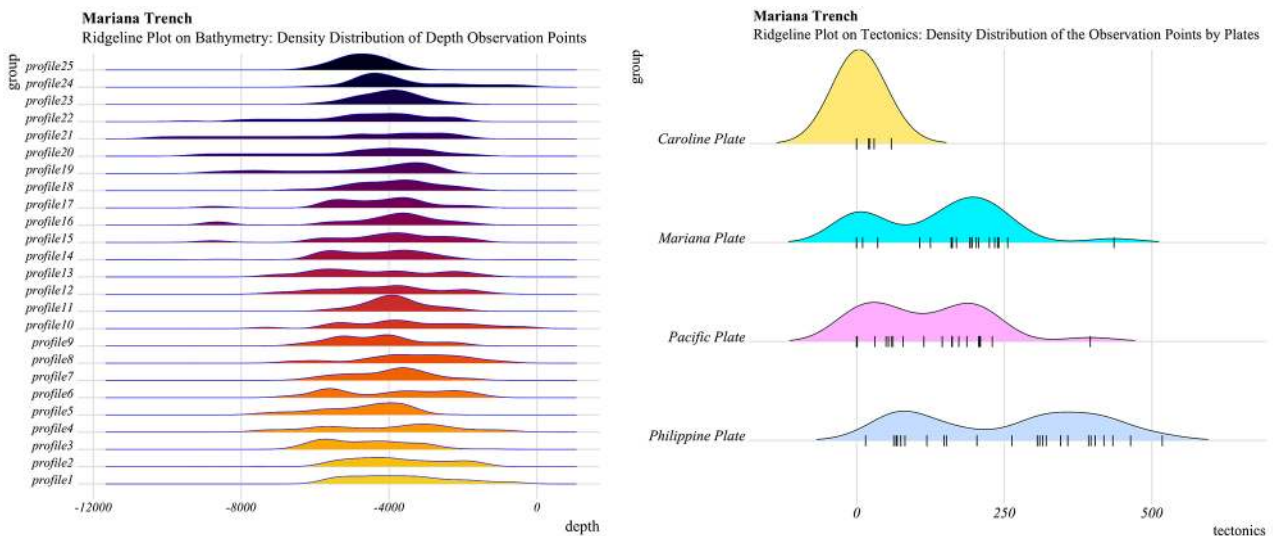 Mariana Trench
Ridgeline Plot on Bathymetry: Density Distribution of Depth Observation Points
group
profile25
profile24
profile23
profile22
profile21
profile20
profile19
profile18
profile17
profile16
profile15
profile14
profile13
profile12
profile11
profile10
profile9
profile8
profile7
profile6
profile5
profile4
profile3
profile2
profile1
-12000 -8000 -4000 0
depth
Mariana Trench
Ridgeline Plot on Tectonics: Density Distribution of the Observation Points by Plates
group
Caroline Plate
Mariana Plate
Pacific Plate
Philippine Plate
0 250 500
tectonics